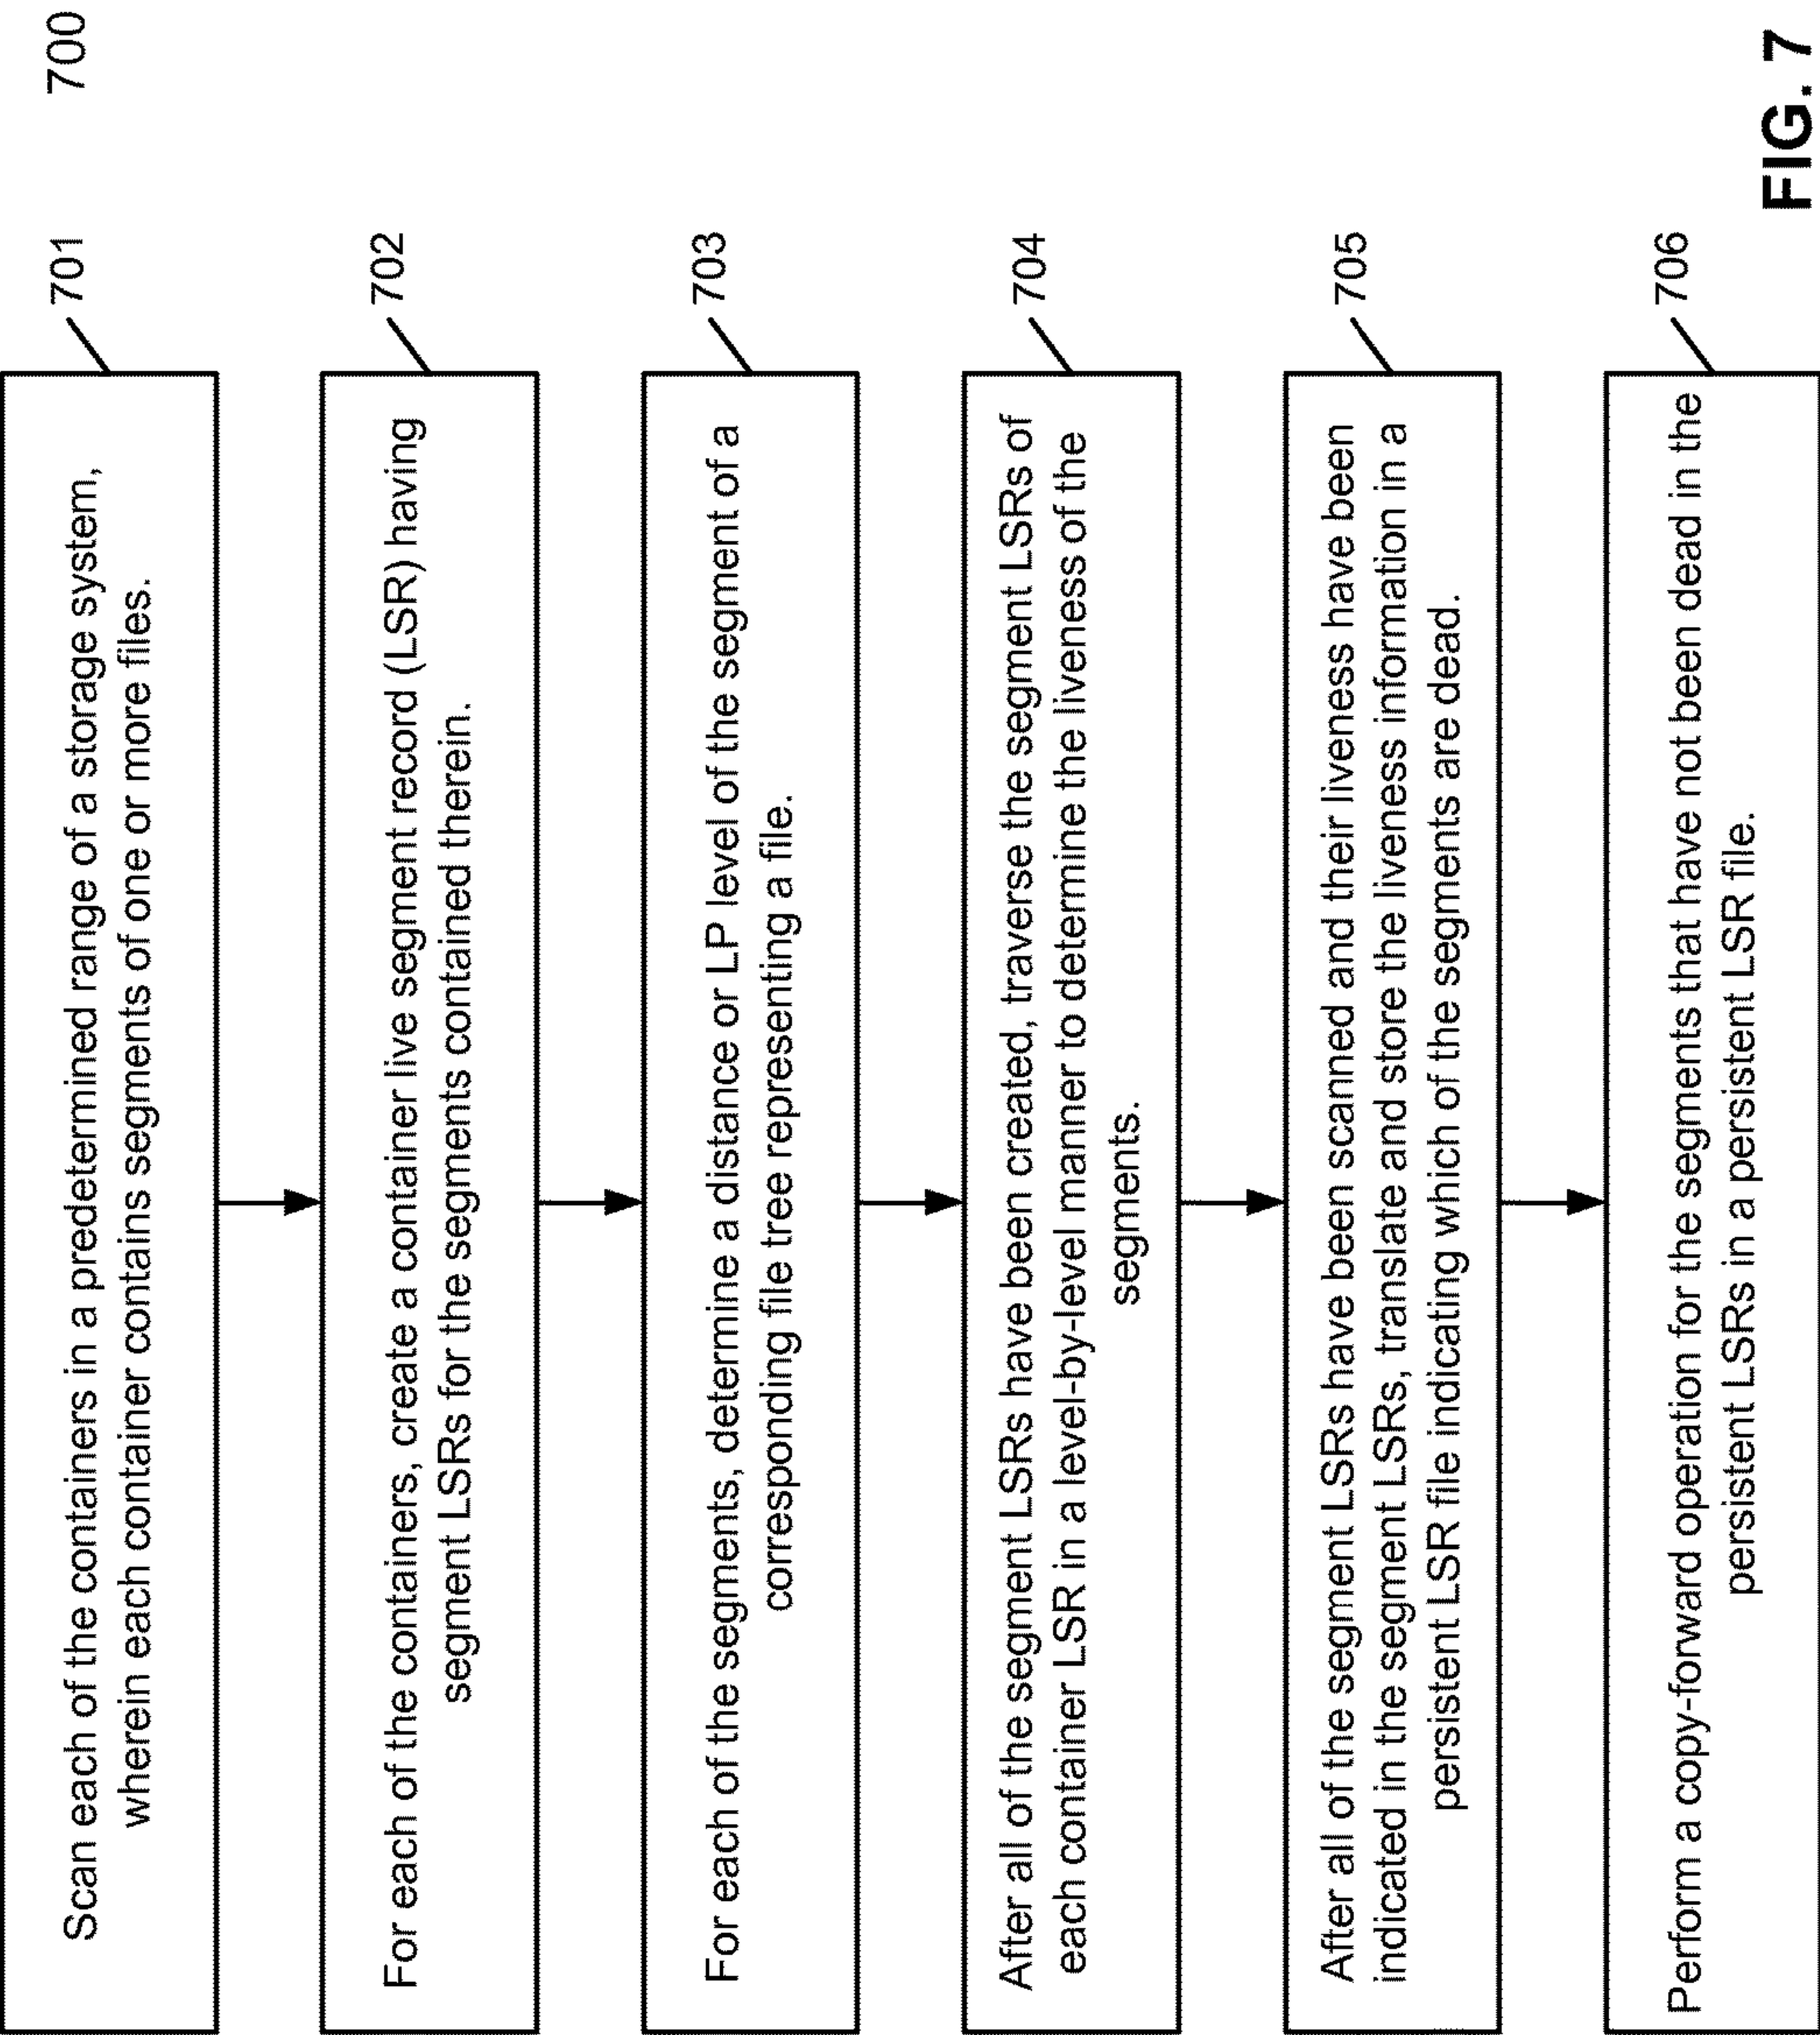 700
701
Scan each of the containers in a predetermined range of a storage system,
wherein each container contains segments of one or more files.
702
For each of the containers, create a container live segment record (LSR) having
segment LSRs for the segments contained therein.
703
For each of the segments, determine a distance or LP level of the segment of a
corresponding file tree representing a file.
704
After all of the segment LSRs have been created, traverse the segment LSRs of
each container LSR in a level-by-level manner to determine the liveness of the
segments.
705
After all of the segment LSRs have been scanned and their liveness have been
indicated in the segment LSRs, translate and store the liveness information in a
persistent LSR file indicating which of the segments are dead.
706
Perform a copy-forward operation for the segments that have not been dead in the
persistent LSRs in a persistent LSR file.
FIG. 7